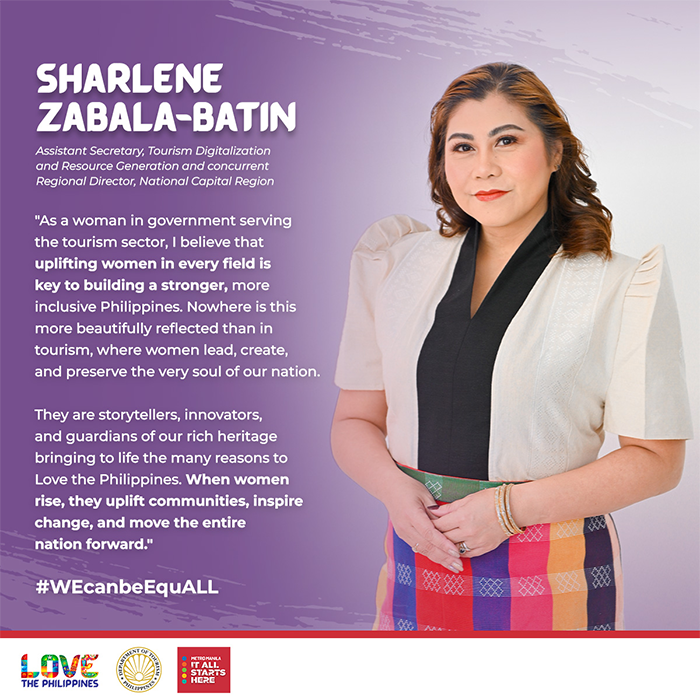 SHARLENE
ZABALA-BATIN
Assistant Secretary, Tourism Digitalization
and Resource Generation and concurrent
Regional Director, National Capital Region
"As a woman in government serving
the tourism sector, I believe that
uplifting women in every field is
key to building a stronger, more
inclusive Philippines. Nowhere is this
more beautifully reflected than in
tourism, where women lead, create,
and preserve the very soul of our nation.
They are storytellers, innovators,
and guardians of our rich heritage
bringing to life the many reasons to
Love the Philippines. When women
rise, they uplift communities, inspire
change, and move the entire
nation forward."
#WEcanbeEquALL
LOVE
THE PHILIPPINES
DEPARTMENT OF TOURISM
PHILIPPINES
METRO MANILA
IT ALL
STARTS
HERE